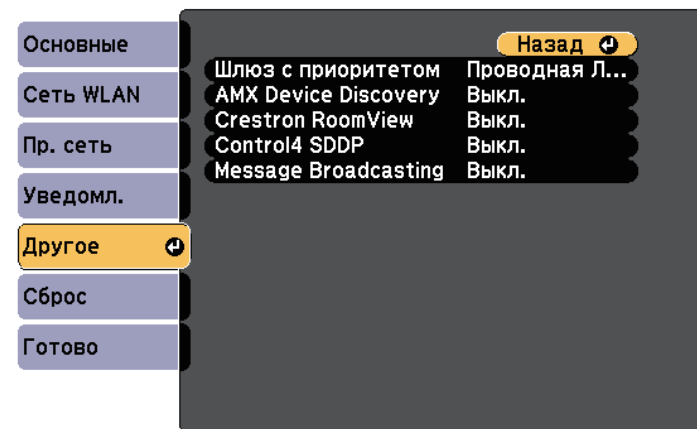 Основные
Сеть WLAN
Пр. сеть
Уведомл.
Другое
Сброс
Готово
Назад
Шлюз с приоритетом Проводная Л...
AMX Device Discovery Выкл.
Crestron RoomView Выкл.
Control4 SDDP Выкл.
Message Broadcasting Выкл.